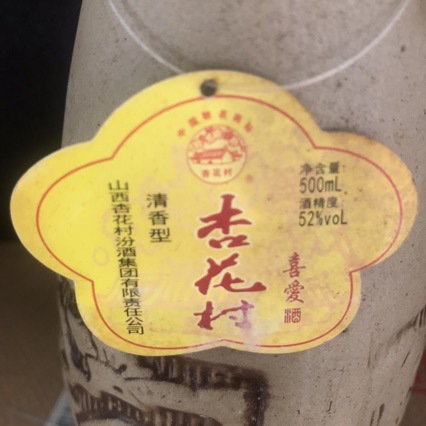 中国驰名商标
杏花村
净含量:
500mL
酒精度:
52%voL
杏花村
喜愛酒
清香型
山西杏花村汾酒集团有限责任公司